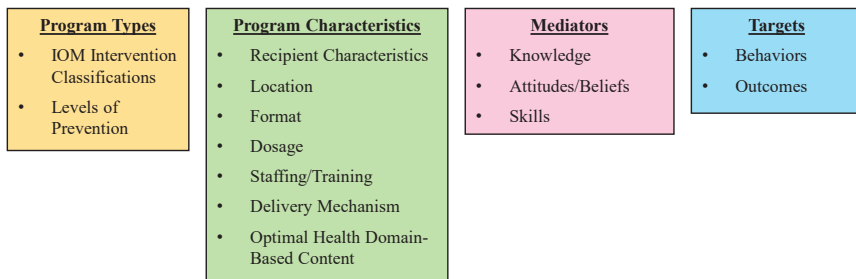 Program Types
• IOM Intervention
Classifications
• Levels of
Prevention
Program Characteristics
• Recipient Characteristics
• Location
• Format
• Dosage
• Staffing/Training
• Delivery Mechanism
• Optimal Health Domain-
Based Content
Mediators
• Knowledge
• Attitudes/Beliefs
• Skills
Targets
• Behaviors
• Outcomes